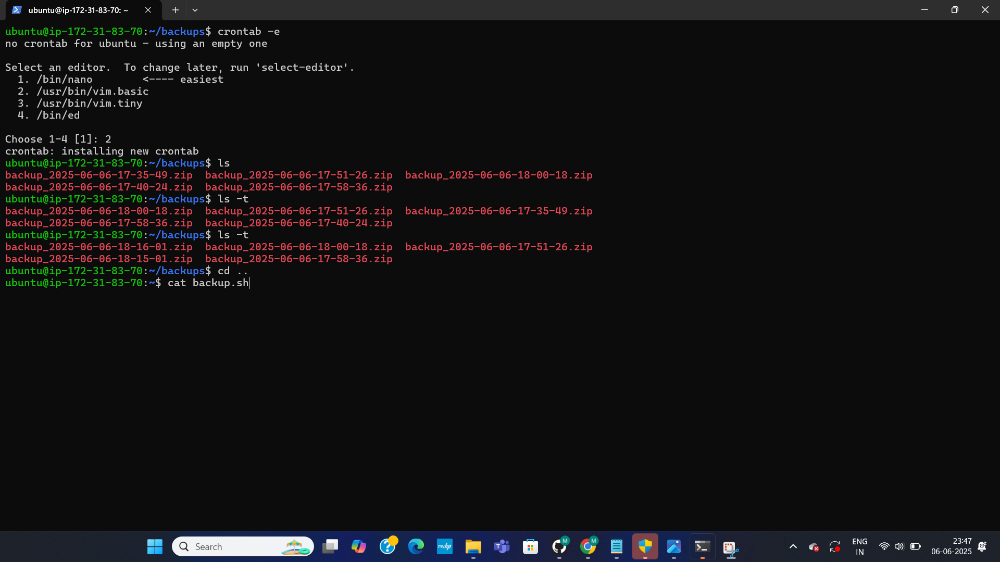 ubuntu@ip-172-31-83-70: ~
ubuntu@ip-172-31-83-70:~/backups$ crontab -e
no crontab for ubuntu - using an empty one
Select an editor.  To change later, run 'select-editor'.
  1. /bin/nano        <---- easiest
  2. /usr/bin/vim.basic
  3. /usr/bin/vim.tiny
  4. /bin/ed
Choose 1-4 [1]: 2
crontab: installing new crontab
ubuntu@ip-172-31-83-70:~/backups$ ls
backup_2025-06-06-17-35-49.zip  backup_2025-06-06-17-51-26.zip  backup_2025-06-06-18-00-18.zip
backup_2025-06-06-17-40-24.zip  backup_2025-06-06-17-58-36.zip
ubuntu@ip-172-31-83-70:~/backups$ ls -t
backup_2025-06-06-18-00-18.zip  backup_2025-06-06-17-51-26.zip  backup_2025-06-06-17-35-49.zip
backup_2025-06-06-17-58-36.zip  backup_2025-06-06-17-40-24.zip
ubuntu@ip-172-31-83-70:~/backups$ ls -t
backup_2025-06-06-18-16-01.zip  backup_2025-06-06-18-00-18.zip  backup_2025-06-06-17-51-26.zip
backup_2025-06-06-18-15-01.zip  backup_2025-06-06-17-58-36.zip
ubuntu@ip-172-31-83-70:~/backups$ cd ..
ubuntu@ip-172-31-83-70:~$ cat backup.sh
Search
myhp
T
M
M
ENG
IN
23:47
06-06-2025